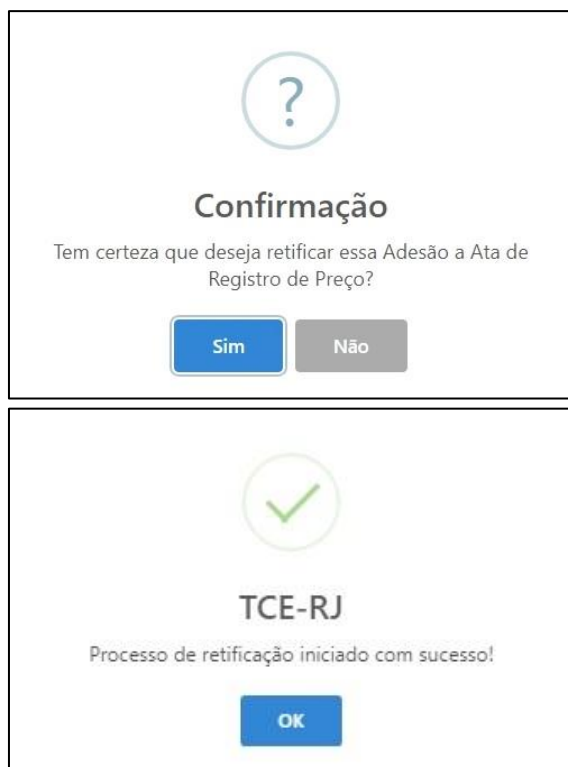 ?
Confirmação
Tem certeza que deseja retificar essa Adesão a Ata de
Registro de Preço?
Sim Não
TCE-RJ
Processo de retificação iniciado com sucesso!
OK